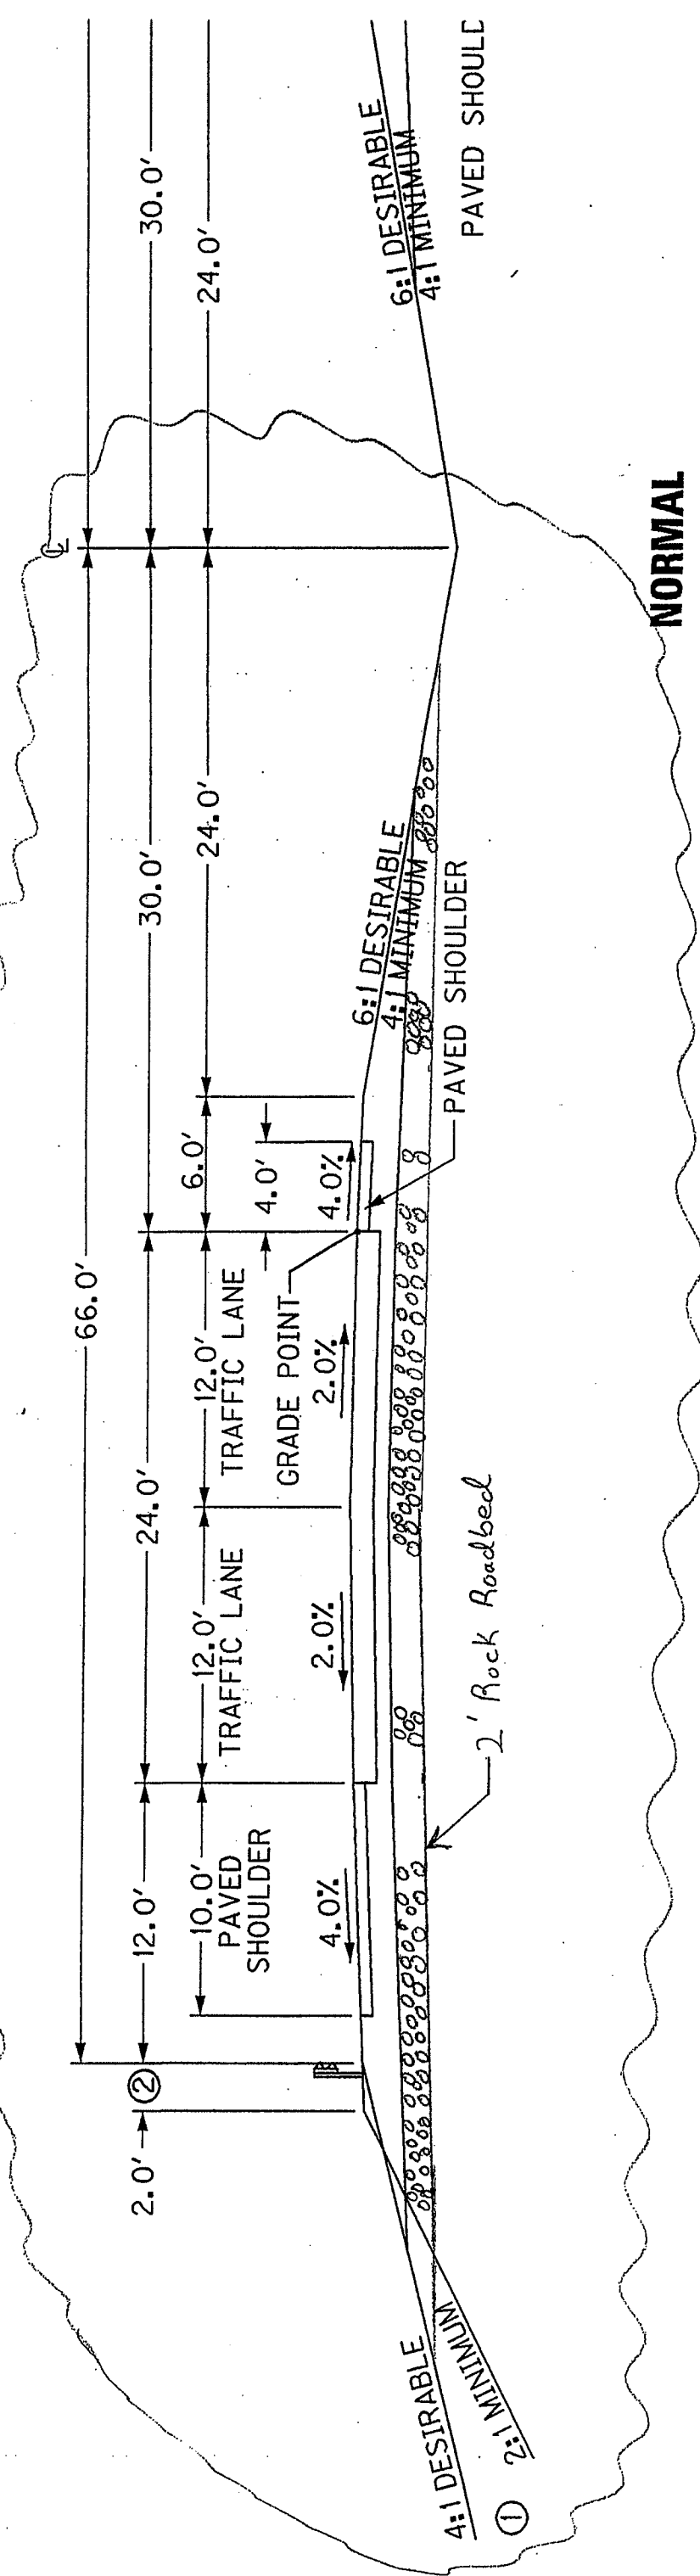 66.0'
2.0'
②
12.0'
24.0'
30.0'
30.0'
10.0'
PAVED
SHOULDER
12.0'
TRAFFIC LANE
12.0'
TRAFFIC LANE
6.0'
24.0'
24.0'
4.0'
4.0%
2.0%
GRADE POINT
2.0%
4.0%
4:1 DESIRABLE
2:1 MINIMUM
①
6:1 DESIRABLE
4:1 MINIMUM
6:1 DESIRABLE
4:1 MINIMUM
PAVED SHOULDER
PAVED SHOULD
2' Rock Roadbed
NORMAL